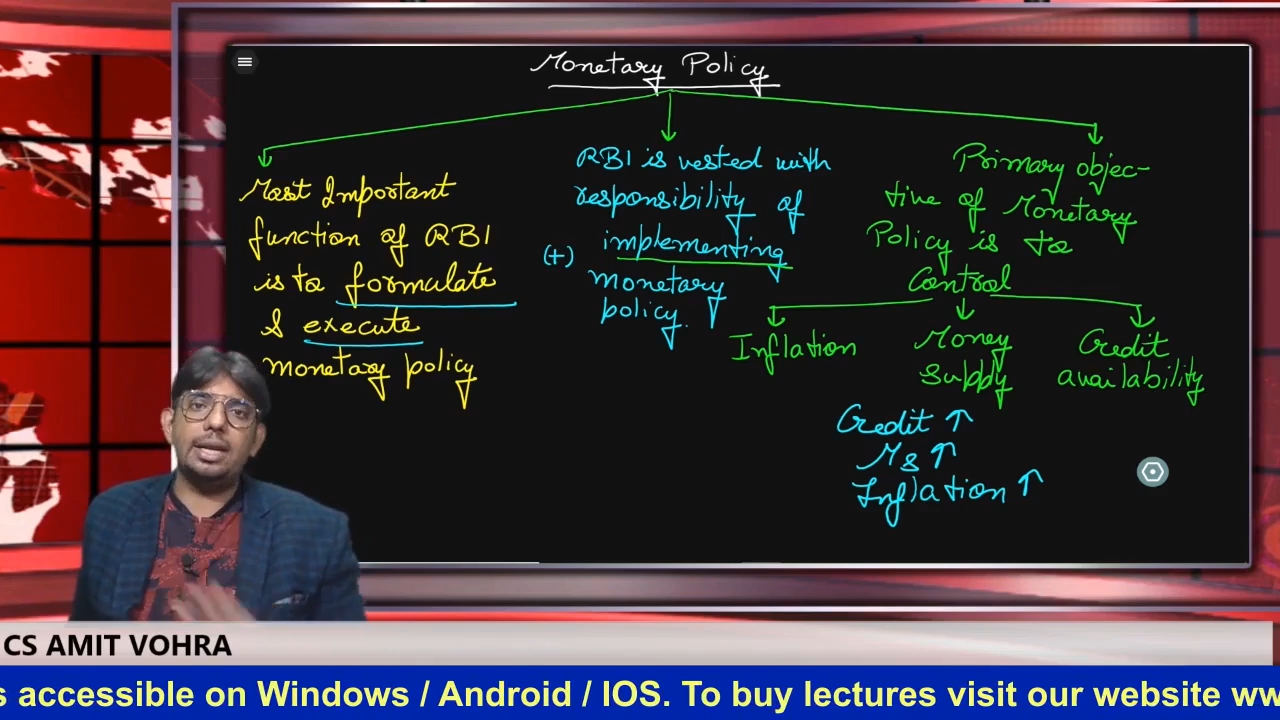 Monetary Policy
Most Important
function of RBI
is to formulate
& execute
monetary policy
RBI is vested with
responsibility of
(+) implementing
monetary
policy.
Primary objec-
tive of Monetary
Policy is to
Control
Inflation
Money
Supply
Credit
availability
Credit ↑
Ms ↑
Inflation ↑
CS AMIT VOHRA
s accessible on Windows / Android / IOS. To buy lectures visit our website ww